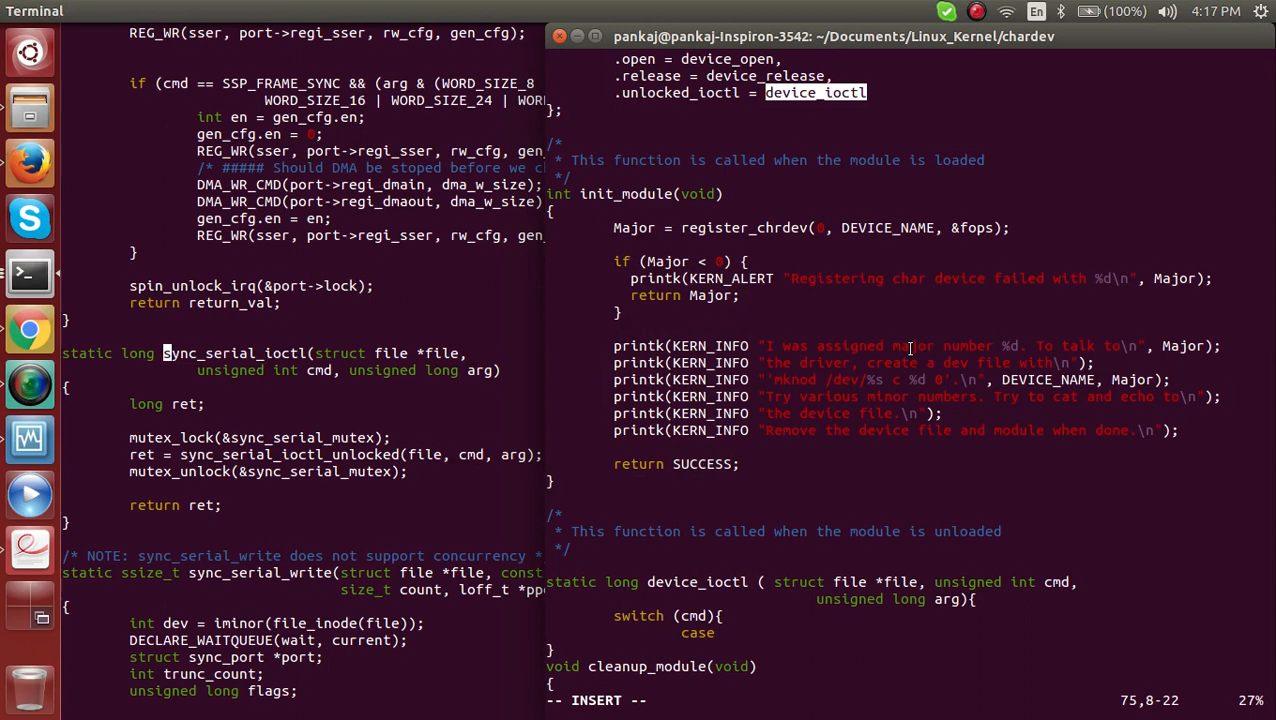 Terminal
En
(100%)
4:17 PM
REG_WR(sser, port->regi_sser, rw_cfg, gen_cfg);
if (cmd == SSP_FRAME_SYNC && (arg & (WORD_SIZE_8
WORD_SIZE_16 | WORD_SIZE_24 | WOR
int en = gen_cfg.en;
gen_cfg.en = 0;
REG_WR(sser, port->regi_sser, rw_cfg, gen
/* ##### Should DMA be stoped before we c
DMA_WR_CMD(port->regi_dmain, dma_w_size);
DMA_WR_CMD(port->regi_dmaout, dma_w_size)
gen_cfg.en = en;
REG_WR(sser, port->regi_sser, rw_cfg, gen
}
spin_unlock_irq(&port->lock);
return return_val;
}
static long sync_serial_ioctl(struct file *file,
unsigned int cmd, unsigned long arg)
{
long ret;
mutex_lock(&sync_serial_mutex);
ret = sync_serial_ioctl_unlocked(file, cmd, arg);
mutex_unlock(&sync_serial_mutex);
return ret;
}
/* NOTE: sync_serial_write does not support concurrency *
static ssize_t sync_serial_write(struct file *file, const
size_t count, loff_t *pp
{
int dev = iminor(file_inode(file));
DECLARE_WAITQUEUE(wait, current);
struct sync_port *port;
int trunc_count;
unsigned long flags;
pankaj@pankaj-Inspiron-3542: ~/Documents/Linux_Kernel/chardev
.open = device_open,
.release = device_release,
.unlocked_ioctl = device_ioctl
};
/*
* This function is called when the module is loaded
*/
int init_module(void)
{
Major = register_chrdev(0, DEVICE_NAME, &fops);
if (Major < 0) {
printk(KERN_ALERT "Registering char device failed with %d\n", Major);
return Major;
}
printk(KERN_INFO "I was assigned major number %d. To talk to\n", Major);
printk(KERN_INFO "the driver, create a dev file with\n");
printk(KERN_INFO "'mknod /dev/%s c %d 0'.\n", DEVICE_NAME, Major);
printk(KERN_INFO "Try various minor numbers. Try to cat and echo to\n");
printk(KERN_INFO "the device file.\n");
printk(KERN_INFO "Remove the device file and module when done.\n");
return SUCCESS;
}
/*
* This function is called when the module is unloaded
*/
static long device_ioctl ( struct file *file, unsigned int cmd,
unsigned long arg){
switch (cmd){
case
}
void cleanup_module(void)
{
-- INSERT --
75,8-22
27%